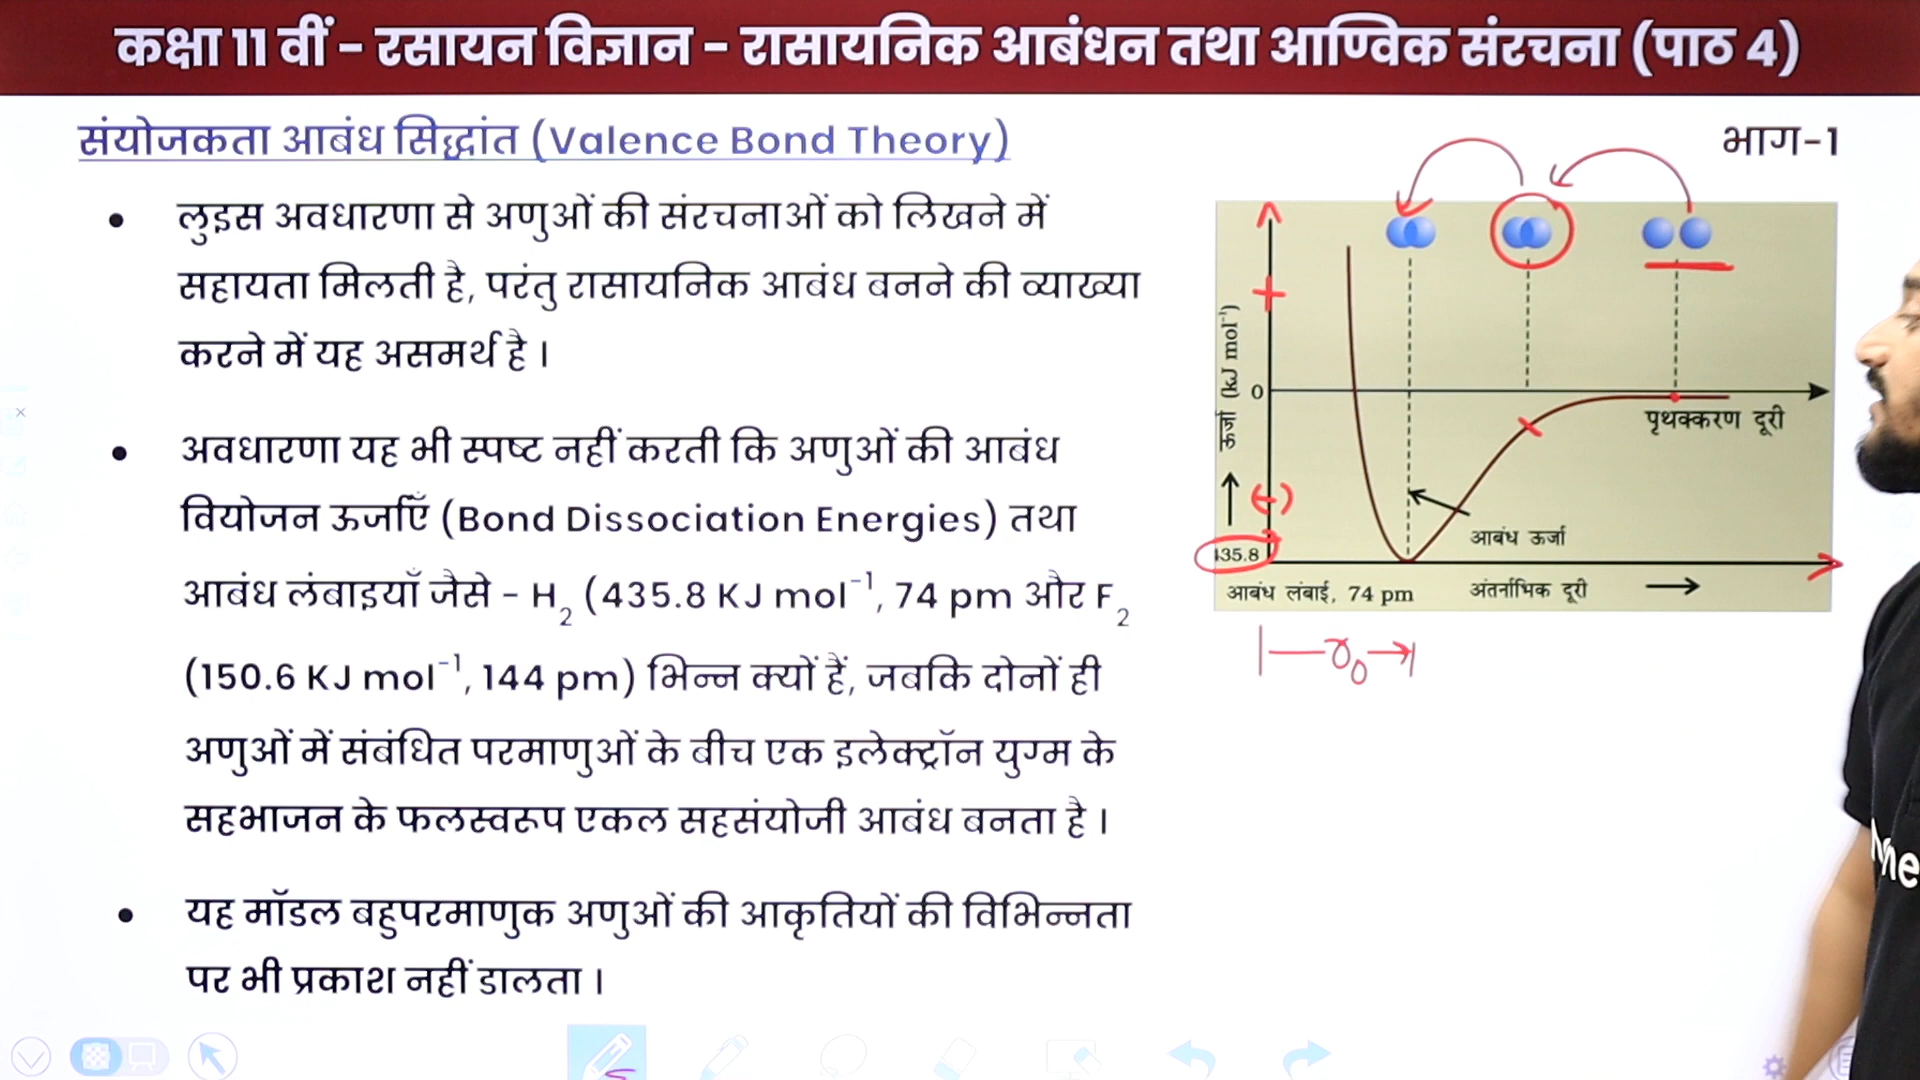 कक्षा 11 वीं – रसायन विज्ञान – रासायनिक आबंधन तथा आण्विक संरचना (पाठ 4)
संयोजकता आबंध सिद्धांत (Valence Bond Theory)
भाग-1
• लुइस अवधारणा से अणुओं की संरचनाओं को लिखने में
सहायता मिलती है, परंतु रासायनिक आबंध बनने की व्याख्या
करने में यह असमर्थ है ।
• अवधारणा यह भी स्पष्ट नहीं करती कि अणुओं की आबंध
वियोजन ऊर्जाएँ (Bond Dissociation Energies) तथा
आबंध लंबाइयाँ जैसे – H₂ (435.8 KJ mol⁻¹, 74 pm और F₂
(150.6 KJ mol⁻¹, 144 pm) भिन्न क्यों हैं, जबकि दोनों ही
अणुओं में संबंधित परमाणुओं के बीच एक इलेक्ट्रॉन युग्म के
सहभाजन के फलस्वरूप एकल सहसंयोजी आबंध बनता है ।
• यह मॉडल बहुपरमाणुक अणुओं की आकृतियों की विभिन्नता
पर भी प्रकाश नहीं डालता ।
+
ऊर्जा (kJ mol⁻¹)
0
पृथक्करण दूरी
(-)
आबंध ऊर्जा
435.8
आबंध लंबाई, 74 pm
अंतर्नाभिक दूरी
r₀